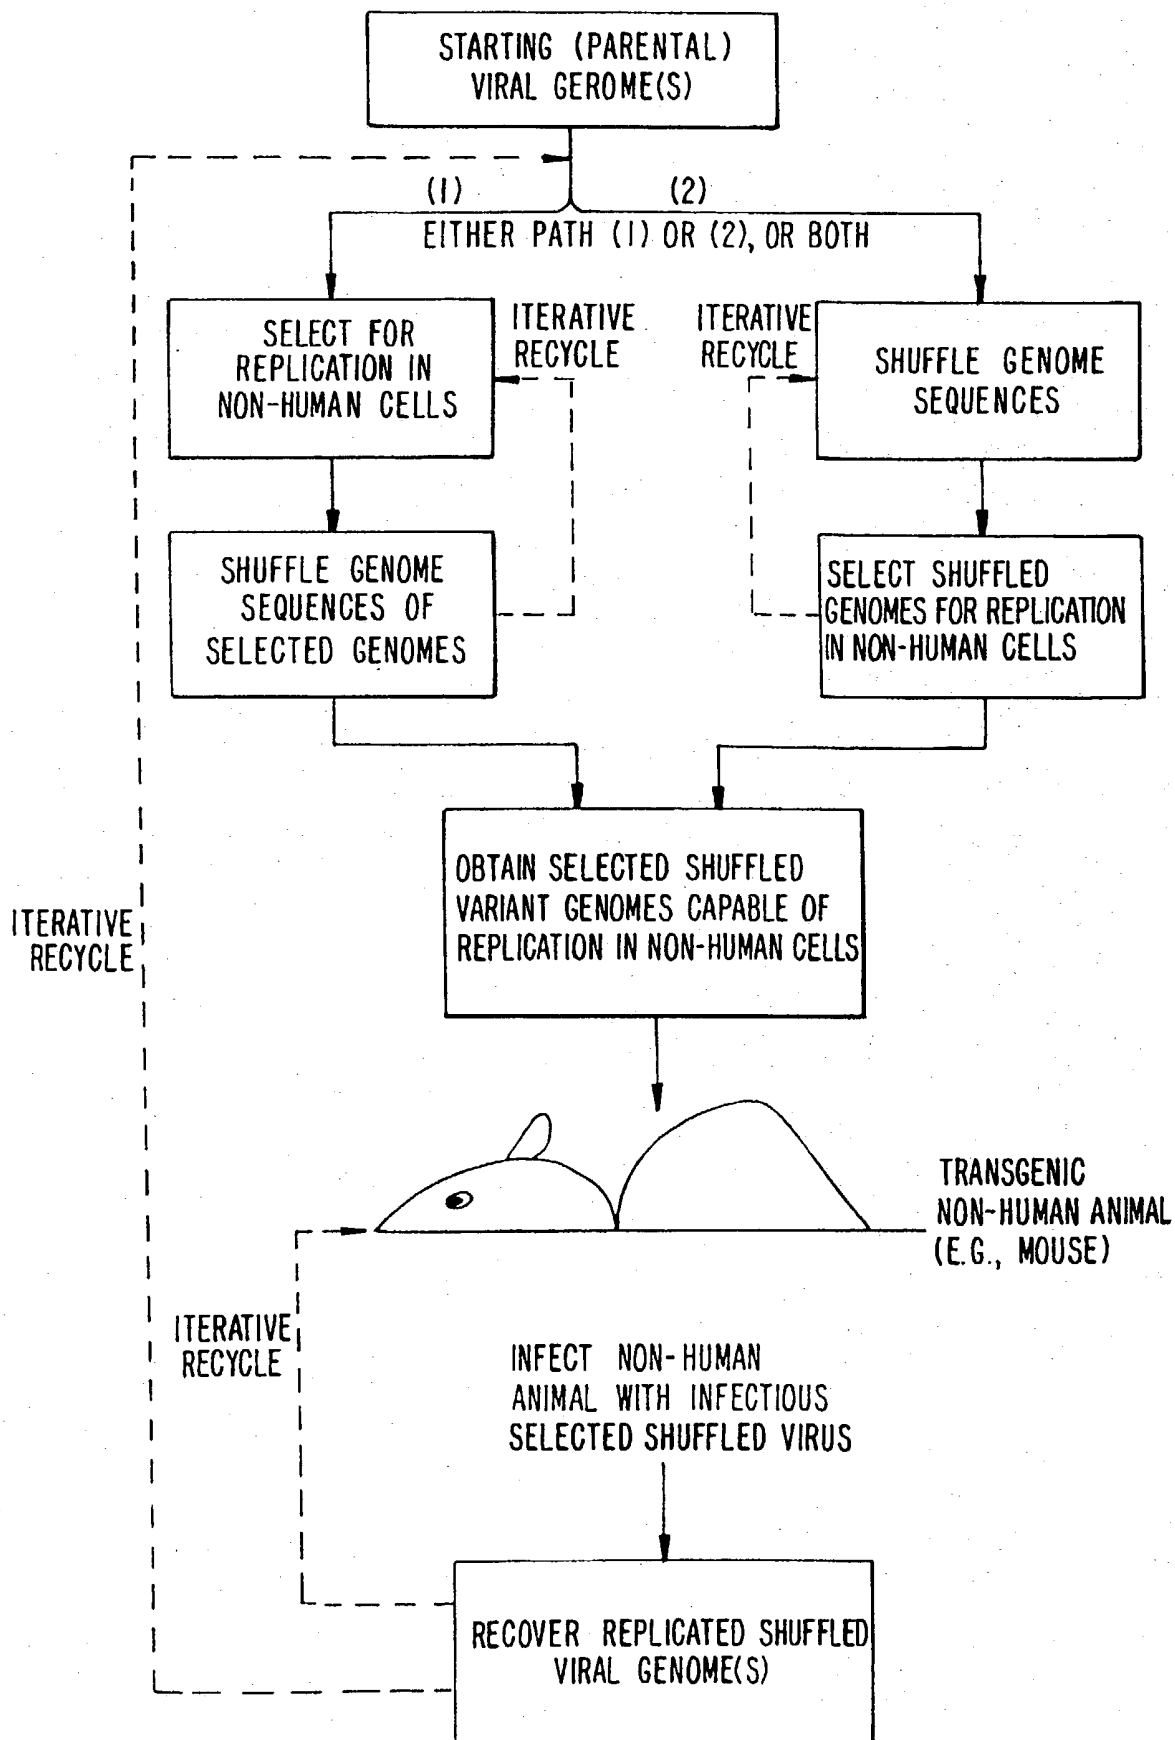 STARTING (PARENTAL)
VIRAL GEROME(S)
(1)
(2)
EITHER PATH (1) OR (2), OR BOTH
SELECT FOR
REPLICATION IN
NON-HUMAN CELLS
ITERATIVE
RECYCLE
ITERATIVE
RECYCLE
SHUFFLE GENOME
SEQUENCES
SHUFFLE GENOME
SEQUENCES OF
SELECTED GENOMES
SELECT SHUFFLED
GENOMES FOR REPLICATION
IN NON-HUMAN CELLS
OBTAIN SELECTED SHUFFLED
VARIANT GENOMES CAPABLE OF
REPLICATION IN NON-HUMAN CELLS
ITERATIVE
RECYCLE
TRANSGENIC
NON-HUMAN ANIMAL
(E.G., MOUSE)
ITERATIVE
RECYCLE
INFECT NON-HUMAN
ANIMAL WITH INFECTIOUS
SELECTED SHUFFLED VIRUS
RECOVER REPLICATED SHUFFLED
VIRAL GENOME(S)